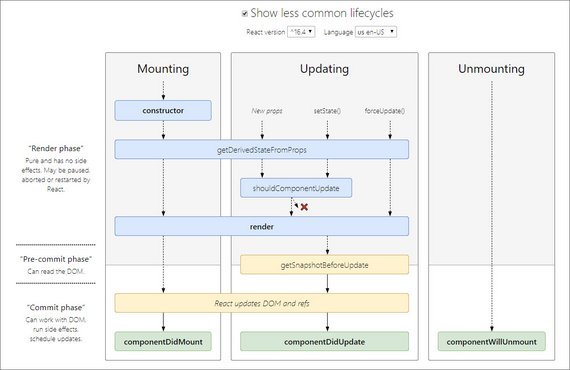 Show less common lifecycles
React version ^16.4 Language us en-US
Mounting
Updating
Unmounting
constructor
New props
setState()
forceUpdate()
"Render phase"
Pure and has no side
effects. May be paused,
aborted or restarted by
React.
getDerivedStateFromProps
shouldComponentUpdate
render
"Pre-commit phase"
Can read the DOM.
getSnapshotBeforeUpdate
"Commit phase"
Can work with DOM,
run side effects,
schedule updates.
React updates DOM and refs
componentDidMount
componentDidUpdate
componentWillUnmount